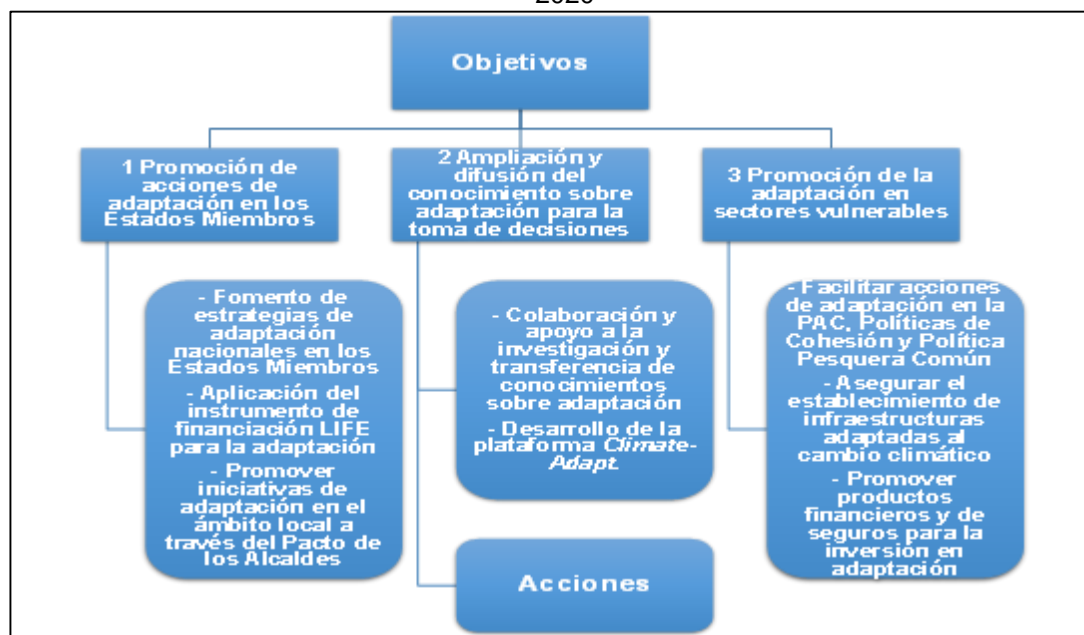 2020
Objetivos
1 Promoción de
acciones de
adaptación en los
Estados Miembros
2 Ampliación y
difusión del
conocimiento sobre
adaptación para la
toma de decisiones
3 Promoción de la
adaptación en
sectores vulnerables
- Fomento de
estrategias de
adaptación
nacionales en los
Estados Miembros
- Aplicación del
instrumento de
financiación LIFE
para la adaptación
- Promover
iniciativas de
adaptación en el
ámbito local a
través del Pacto de
los Alcaldes
- Colaboración y
apoyo a la
investigación y
transferencia de
conocimientos
sobre adaptación
- Desarrollo de la
plataforma Climate-
Adapt.
Acciones
- Facilitar acciones
de adaptación en la
PAC, Políticas de
Cohesión y Política
Pesquera Común
- Asegurar el
establecimiento de
infraestructuras
adaptadas al
cambio climático
- Promover
productos
financieros y de
seguros para la
inversión en
adaptación